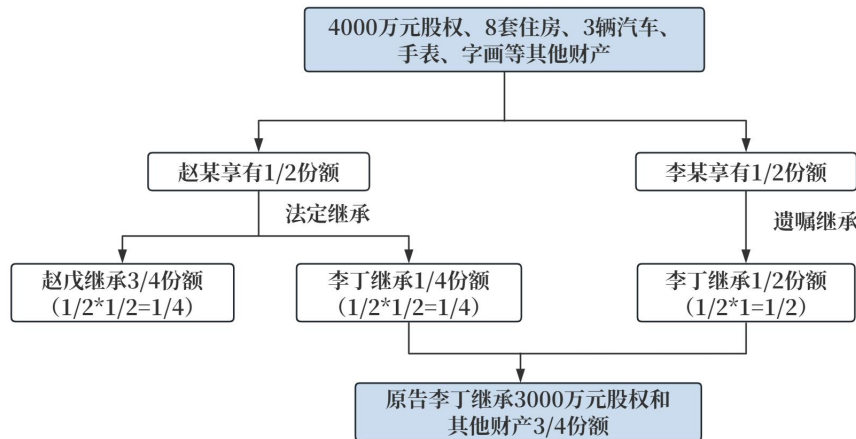 4000万元股权、8套住房、3辆汽车、
手表、字画等其他财产
赵某享有1/2份额
李某享有1/2份额
法定继承
遗嘱继承
赵戊继承3/4份额
（1/2*1/2=1/4）
李丁继承1/4份额
（1/2*1/2=1/4）
李丁继承1/2份额
（1/2*1=1/2）
原告李丁继承3000万元股权和
其他财产3/4份额